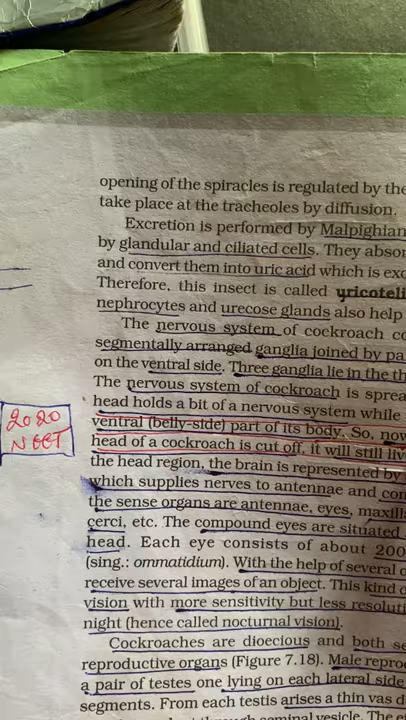 opening of the spiracles is regulated by the
take place at the tracheoles by diffusion.
Excretion is performed by Malpighian
by glandular and ciliated cells. They absor
and convert them into uric acid which is exc
Therefore, this insect is called uricoteli
nephrocytes and urecose glands also help
The nervous system of cockroach co
segmentally arranged ganglia joined by pa
on the ventral side. Three ganglia lie in the th
The nervous system of cockroach is sprea
head holds a bit of a nervous system while
ventral (belly-side) part of its body. So, now
2020
NEET
head of a cockroach is cut off, it will still liv
the head region, the brain is represented by
which supplies nerves to antennae and com
the sense organs are antennae, eyes, maxill
cerci, etc. The compound eyes are situated
head. Each eye consists of about 200
(sing.: ommatidium). With the help of several o
receive several images of an object. This kind o
vision with more sensitivity but less resoluti
night (hence called nocturnal vision).
Cockroaches are dioecious and both se
reproductive organs (Figure 7.18). Male repro
a pair of testes one lying on each lateral side
segments. From each testis arises a thin vas d